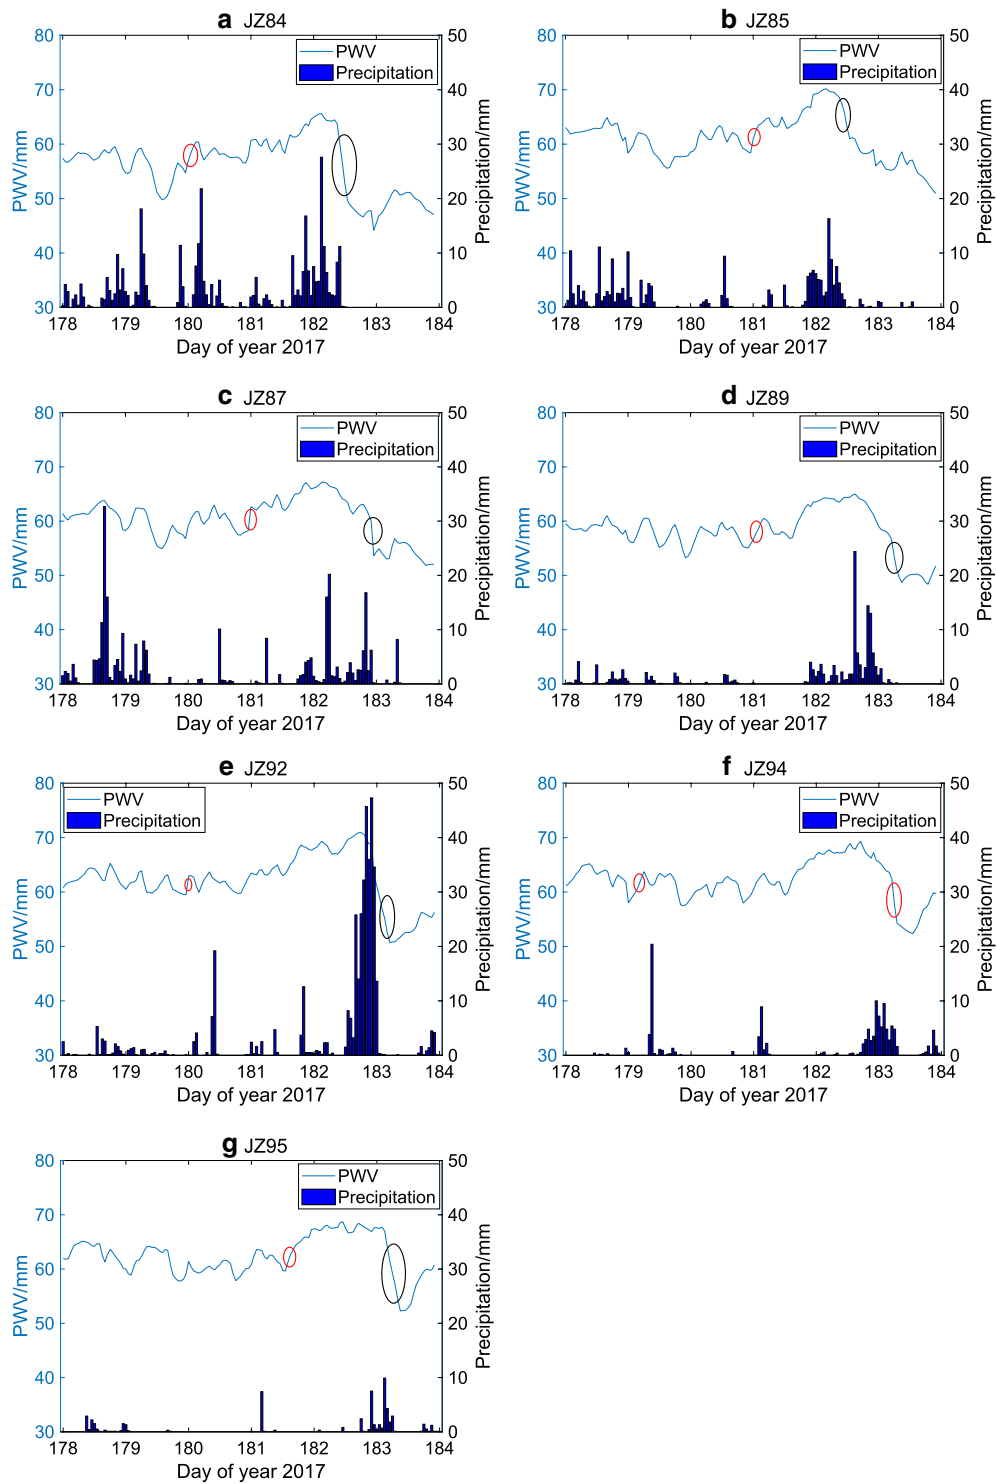 a JZ84
80
70
60
50
40
30
PWV/mm
50
40
30
20
10
0
Precipitation/mm
PWV
Precipitation
178 179 180 181 182 183 184
Day of year 2017
b JZ85
80
70
60
50
40
30
PWV/mm
50
40
30
20
10
0
Precipitation/mm
PWV
Precipitation
178 179 180 181 182 183 184
Day of year 2017
c JZ87
80
70
60
50
40
30
PWV/mm
50
40
30
20
10
0
Precipitation/mm
PWV
Precipitation
178 179 180 181 182 183 184
Day of year 2017
d JZ89
80
70
60
50
40
30
PWV/mm
50
40
30
20
10
0
Precipitation/mm
PWV
Precipitation
178 179 180 181 182 183 184
Day of year 2017
e JZ92
80
70
60
50
40
30
PWV/mm
50
40
30
20
10
0
Precipitation/mm
PWV
Precipitation
178 179 180 181 182 183 184
Day of year 2017
f JZ94
80
70
60
50
40
30
PWV/mm
50
40
30
20
10
0
Precipitation/mm
PWV
Precipitation
178 179 180 181 182 183 184
Day of year 2017
g JZ95
80
70
60
50
40
30
PWV/mm
50
40
30
20
10
0
Precipitation/mm
PWV
Precipitation
178 179 180 181 182 183 184
Day of year 2017